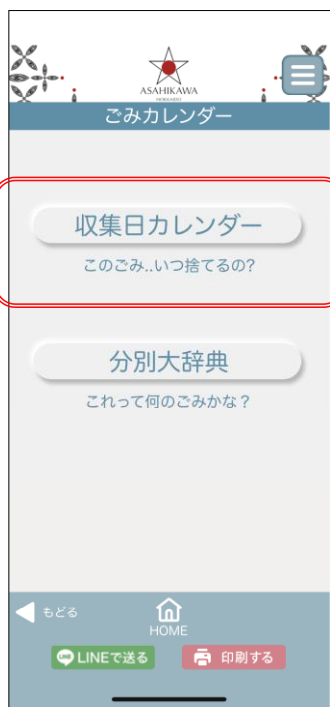 ASAHIKAWA
HOKKAIDO
ごみカレンダー
収集日カレンダー
このごみ..いつ捨てるの?
分別大辞典
これって何のごみかな？
もどる
HOME
LINE
LINEで送る
印刷する